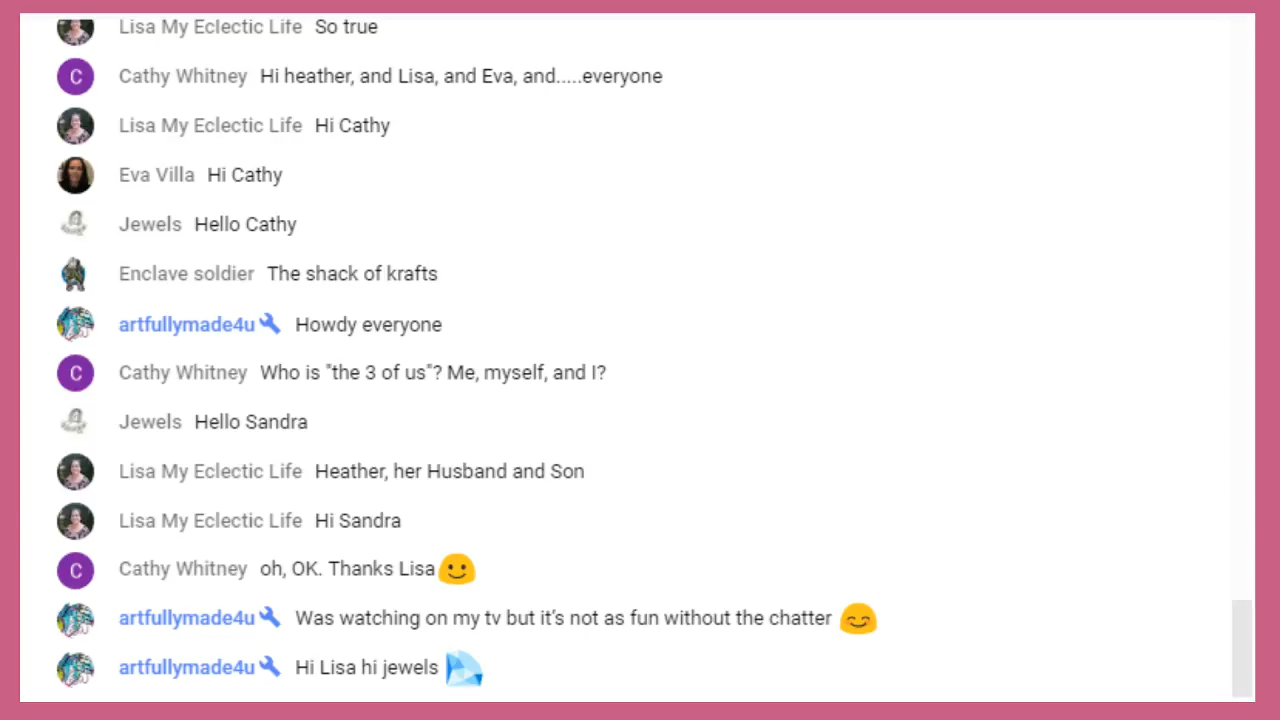 Lisa My Eclectic Life So true
C Cathy Whitney Hi heather, and Lisa, and Eva, and.....everyone
Lisa My Eclectic Life Hi Cathy
Eva Villa Hi Cathy
Jewels Hello Cathy
Enclave soldier The shack of krafts
artfullymade4u Howdy everyone
C Cathy Whitney Who is "the 3 of us"? Me, myself, and I?
Jewels Hello Sandra
Lisa My Eclectic Life Heather, her Husband and Son
Lisa My Eclectic Life Hi Sandra
C Cathy Whitney oh, OK. Thanks Lisa 🙂
artfullymade4u Was watching on my tv but it's not as fun without the chatter 😊
artfullymade4u Hi Lisa hi jewels